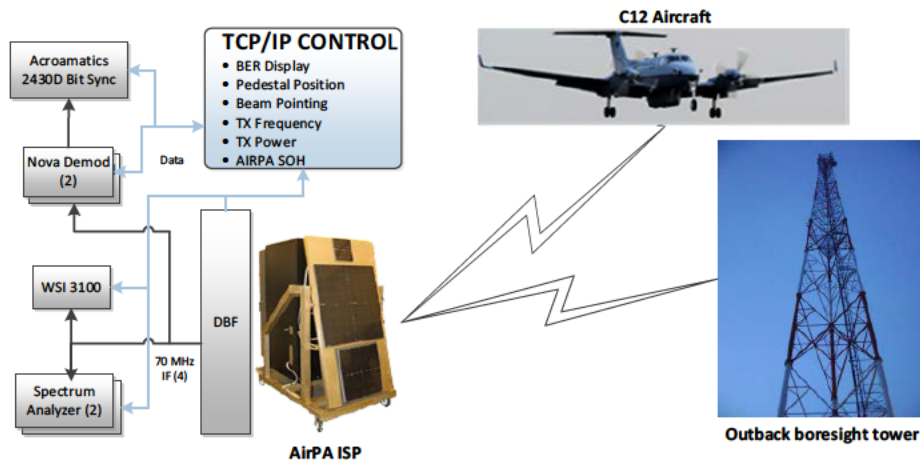 C12 Aircraft
Acroamatics
2430D Bit Sync
TCP/IP CONTROL
• BER Display
• Pedestal Position
• Beam Pointing
• TX Frequency
• TX Power
• AIRPA SOH
Nova Demod
(2)
Data
WSI 3100
DBF
70 MHz
IF (4)
Spectrum
Analyzer (2)
AirPA ISP
Outback boresight tower